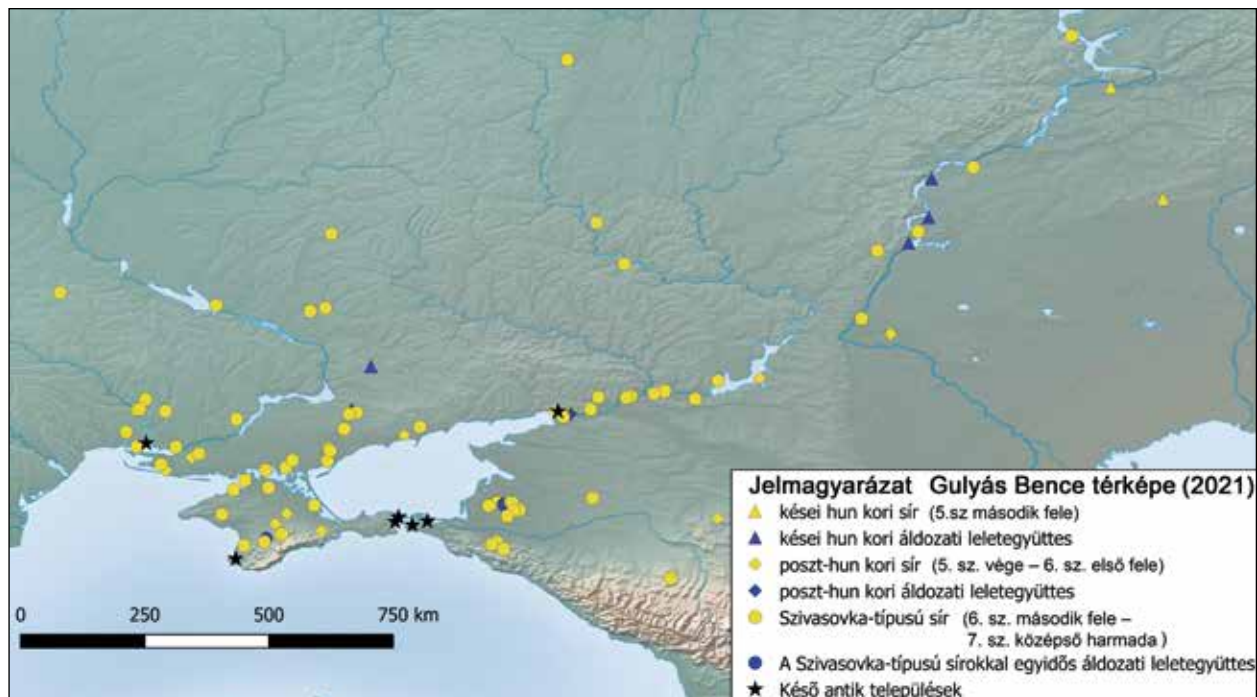 0 250 500 750 km
Jelmagyarázat Gulyás Bence térképe (2021)
kései hun kori sír (5.sz második fele)
kései hun kori áldozati leletegyüttes
poszt-hun kori sír (5. sz. vége – 6. sz. első fele)
poszt-hun kori áldozati leletegyüttes
Szivasovka-típusú sír (6. sz. második fele –
7. sz. középső harmada)
A Szivasovka-típusú sírokkal egyidős áldozati leletegyüttes
Késő antik települések